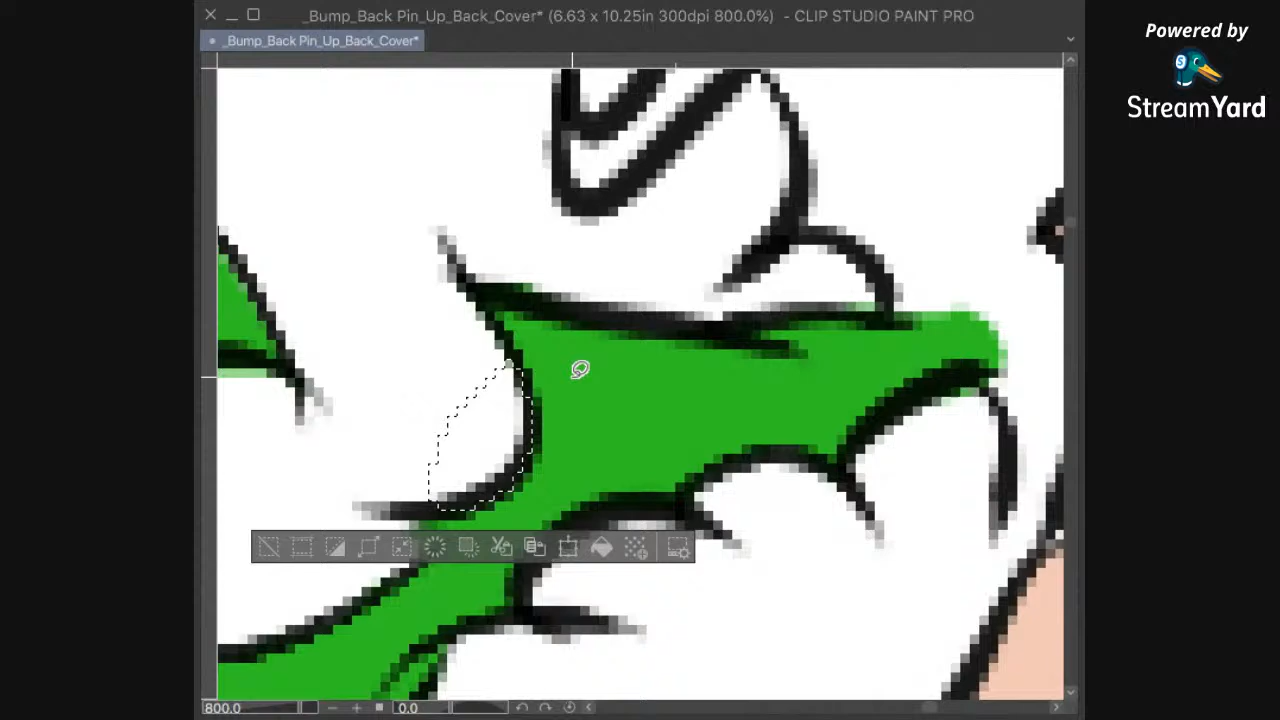 _Bump_Back Pin_Up_Back_Cover* (6.63 x 10.25in 300dpi 800.0%) - CLIP STUDIO PAINT PRO
_Bump_Back Pin_Up_Back_Cover*
Powered by
StreamYard
800.0
0.0